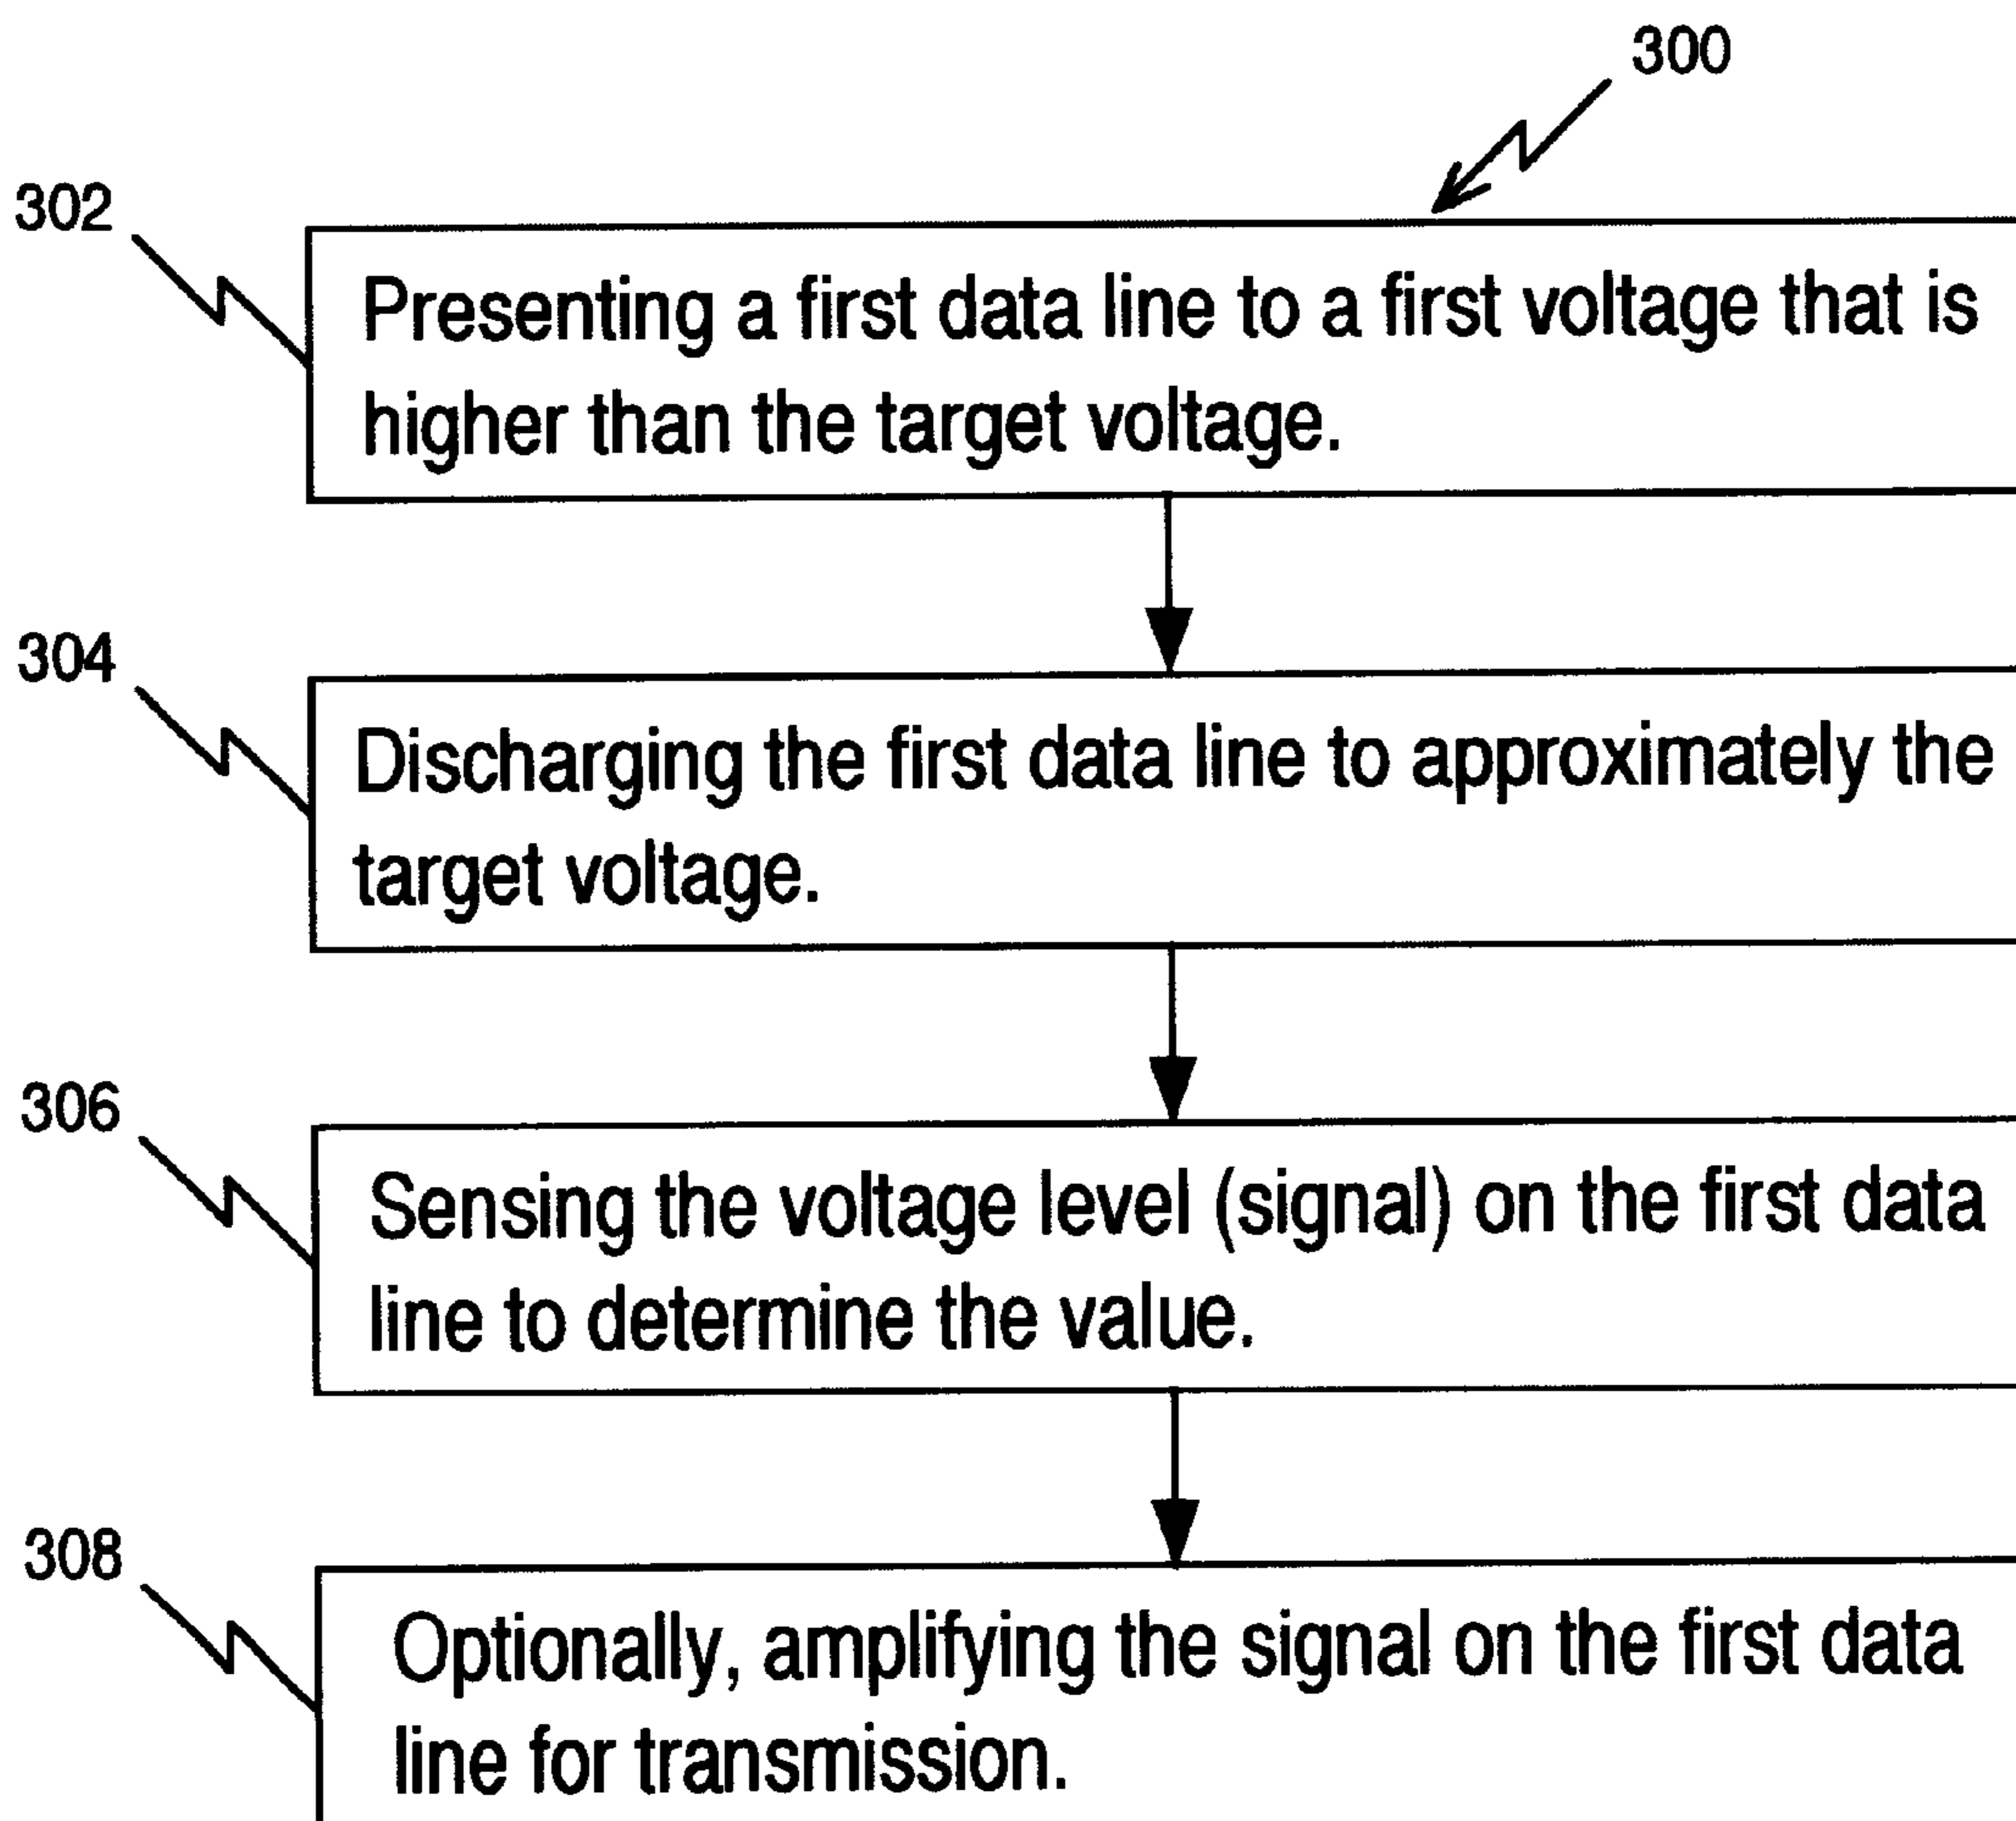 300
302
Presenting a first data line to a first voltage that is
higher than the target voltage.
304
Discharging the first data line to approximately the
target voltage.
306
Sensing the voltage level (signal) on the first data
line to determine the value.
308
Optionally, amplifying the signal on the first data
line for transmission.